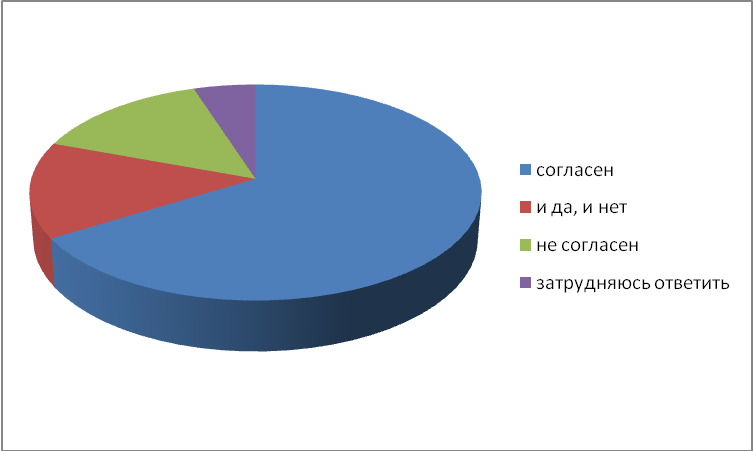 согласен
и да, и нет
не согласен
затрудняюсь ответить